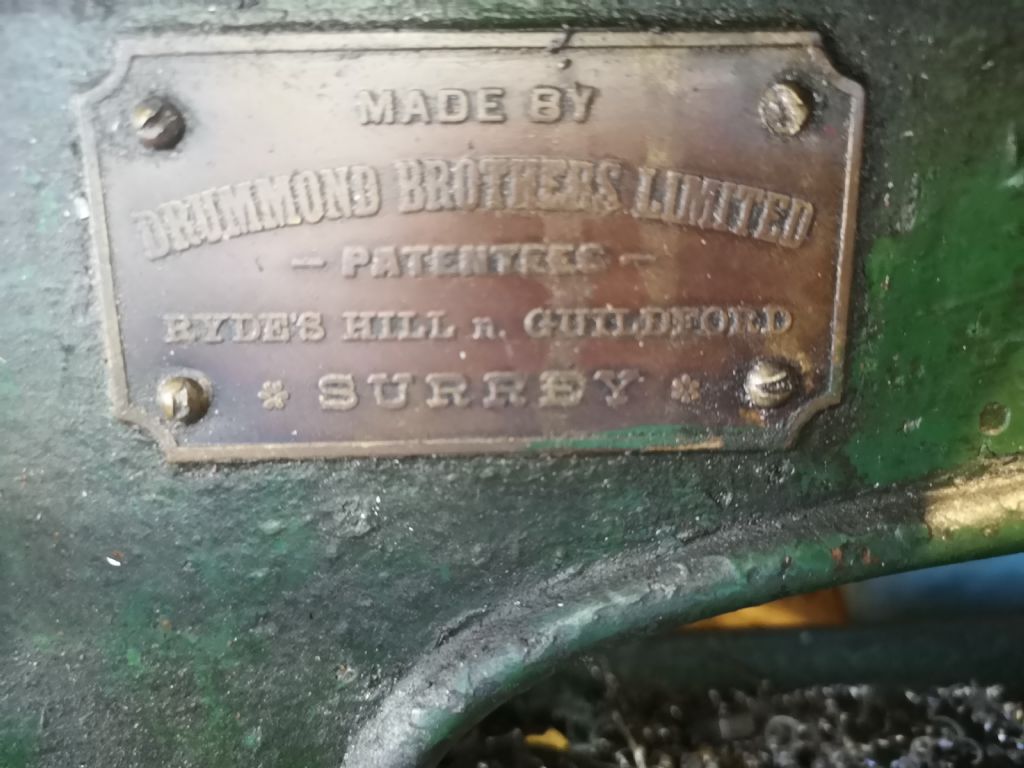 MADE BY
DRUMMOND BROTHERS LIMITED
– PATENTEES –
RYDE'S HILL n. GUILDFORD
SURREY